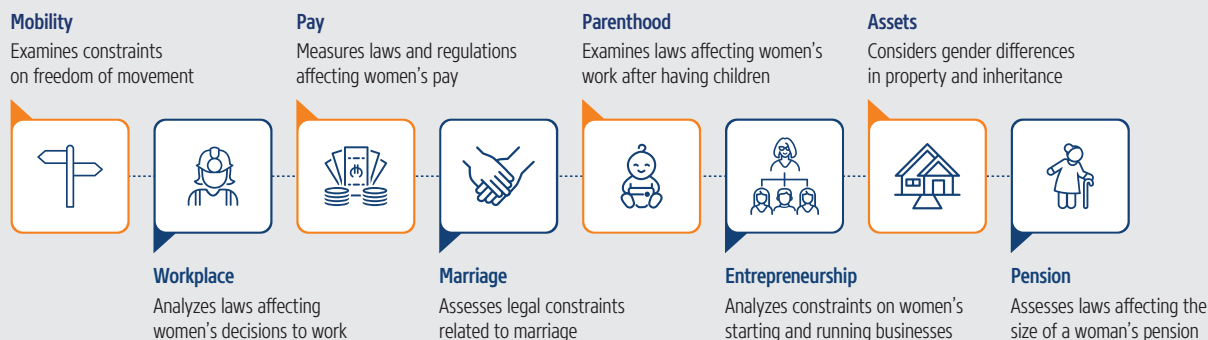 Mobility
Examines constraints
on freedom of movement
Pay
Measures laws and regulations
affecting women's pay
Parenthood
Examines laws affecting women's
work after having children
Assets
Considers gender differences
in property and inheritance
Workplace
Analyzes laws affecting
women's decisions to work
Marriage
Assesses legal constraints
related to marriage
Entrepreneurship
Analyzes constraints on women's
starting and running businesses
Pension
Assesses laws affecting the
size of a woman's pension